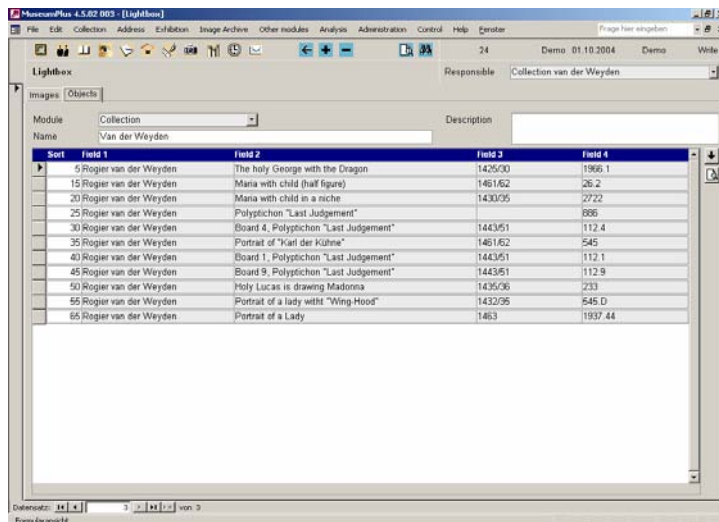 MuseumPlus 4.5.02 003 - [Lightbox]
File Edit Collection Address Exhibition Image Archive Other modules Analysis Administration Control Help Fenster Frage hier eingeben
24 Demo 01.10.2004 Demo Write
Lightbox Responsible Collection van der Weyden
Images Objects
Module Collection Description
Name Van der Weyden
Sort Field 1 Field 2 Field 3 Field 4
5 Rogier van der Weyden The holy George with the Dragon 1425/30 1966.1
15 Rogier van der Weyden Maria with child (half figure) 1461/62 26.2
20 Rogier van der Weyden Maria with child in a niche 1430/35 2722
25 Rogier van der Weyden Polyptichon "Last Judgement" 886
30 Rogier van der Weyden Board 4, Polyptichon "Last Judgement" 1443/51 112.4
35 Rogier van der Weyden Portrait of "Karl der Kühne" 1461/62 545
40 Rogier van der Weyden Board 1, Polyptichon "Last Judgement" 1443/51 112.1
45 Rogier van der Weyden Board 9, Polyptichon "Last Judgement" 1443/51 112.9
50 Rogier van der Weyden Holy Lucas is drawing Madonna 1435/36 233
55 Rogier van der Weyden Portrait of a lady witht "Wing-Hood" 1432/35 545.D
65 Rogier van der Weyden Portrait of a Lady 1463 1937.44
Datensatz: 3 von 3
Formularansicht